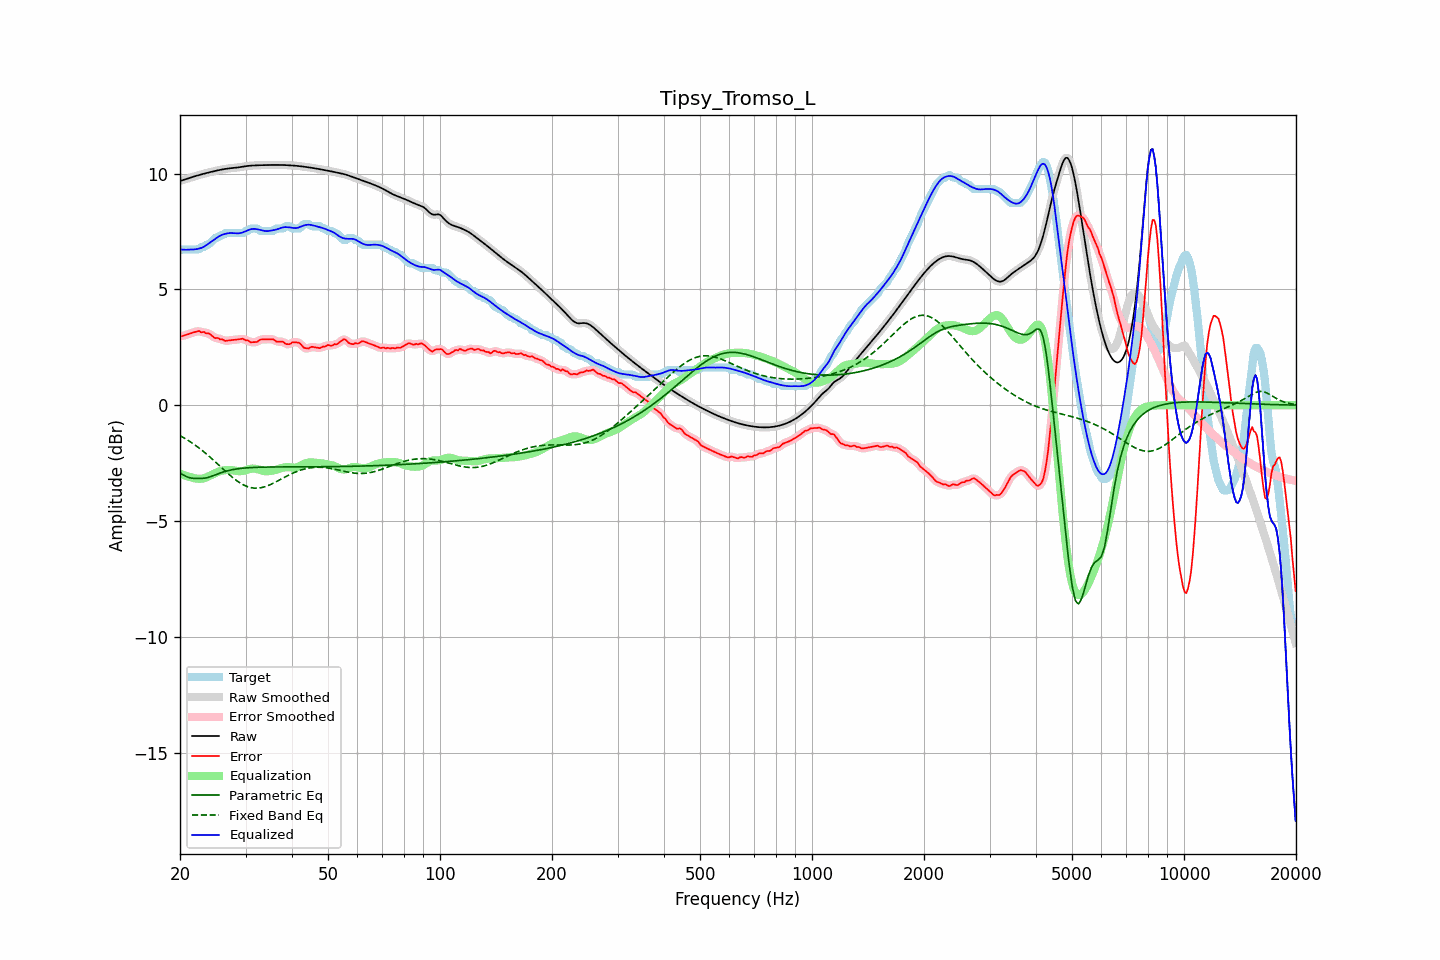 Tipsy_Tromso_L
Amplitude (dBr)
10
5
0
−5
−10
−15
Target
Raw Smoothed
Error Smoothed
Raw
Error
Equalization
Parametric Eq
Fixed Band Eq
Equalized
20 50 100 200 500 1000 2000 5000 10000 20000
Frequency (Hz)